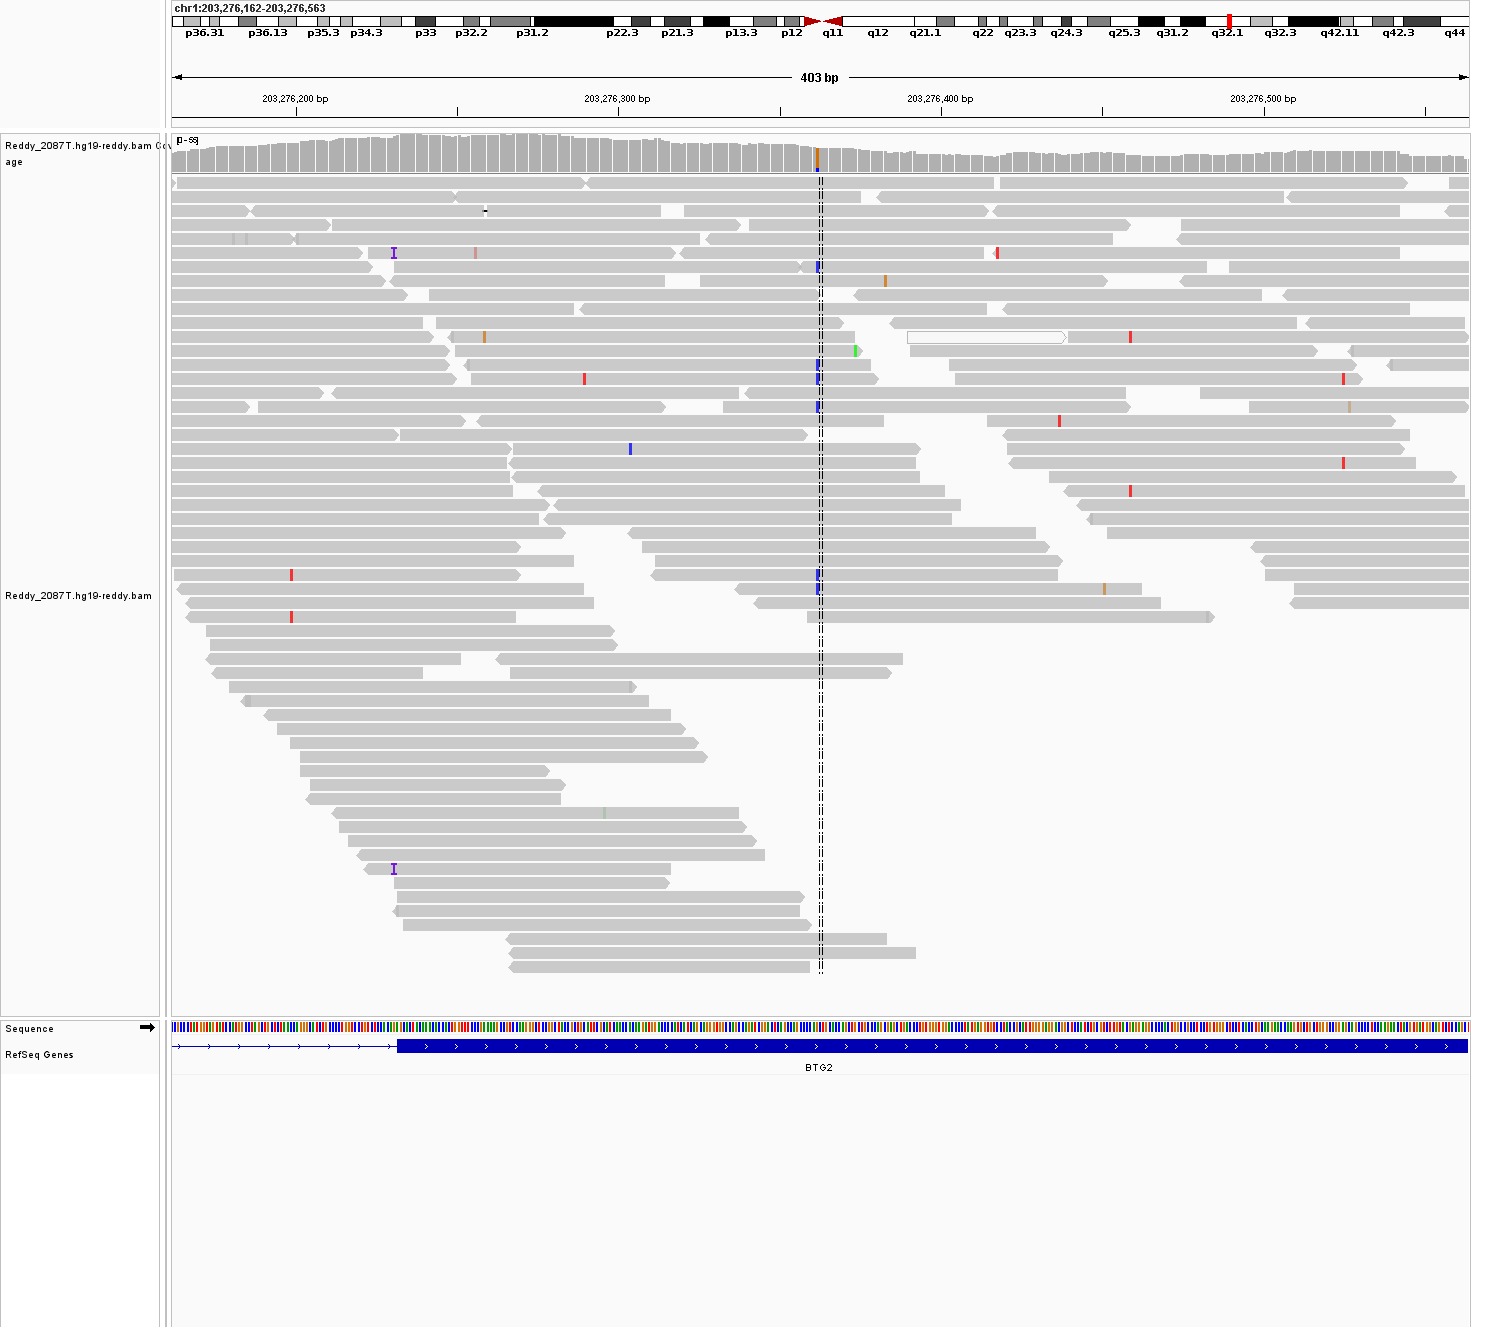 chr1:203,276,162-203,276,563
p36.31 p36.13 p35.3 p34.3 p33 p32.2 p31.2 p22.3 p21.3 p13.3 p12 q11 q12 q21.1 q22 q23.3 q24.3 q25.3 q31.2 q32.1 q32.3 q42.11 q42.3 q44
403 bp
203,276,200 bp 203,276,300 bp 203,276,400 bp 203,276,500 bp
Reddy_2087T.hg19-reddy.bam Cov
age
Reddy_2087T.hg19-reddy.bam
Sequence
RefSeq Genes
BTG2